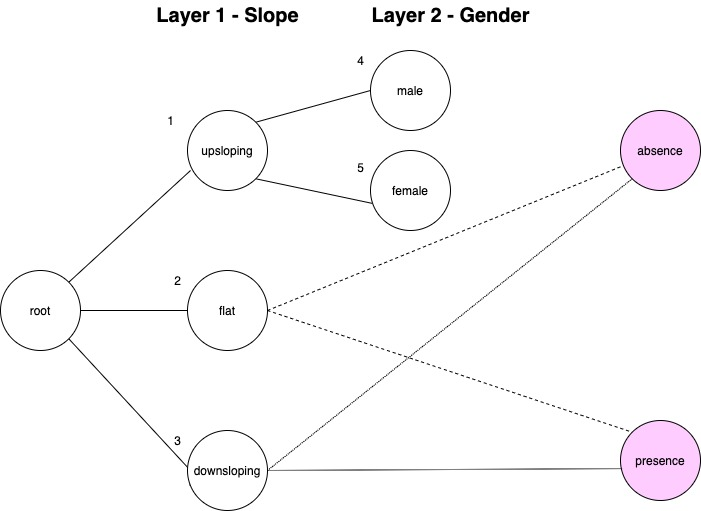 Layer 1 - Slope
Layer 2 - Gender
4
male
1
upsloping
absence
5
female
2
root
flat
3
downsloping
presence